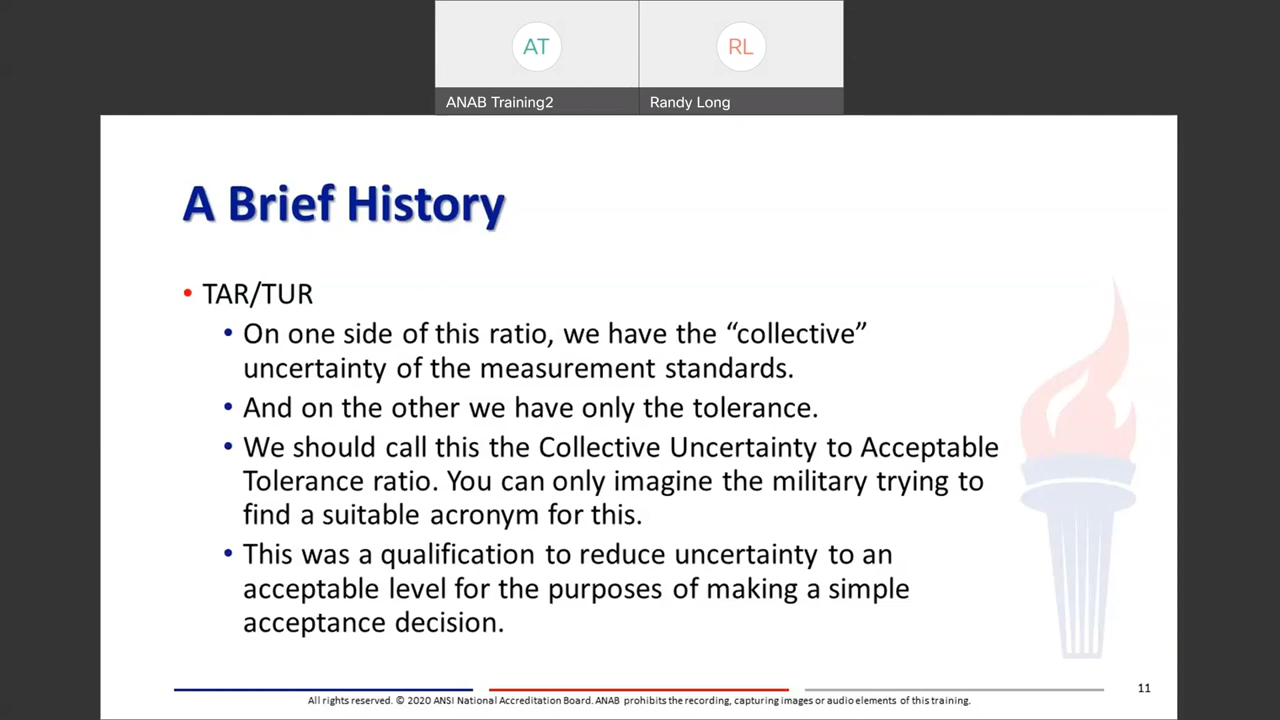 AT
RL
ANAB Training2
Randy Long
A Brief History
• TAR/TUR
• On one side of this ratio, we have the “collective”
uncertainty of the measurement standards.
• And on the other we have only the tolerance.
• We should call this the Collective Uncertainty to Acceptable
Tolerance ratio. You can only imagine the military trying to
find a suitable acronym for this.
• This was a qualification to reduce uncertainty to an
acceptable level for the purposes of making a simple
acceptance decision.
11
All rights reserved. © 2020 ANSI National Accreditation Board. ANAB prohibits the recording, capturing images or audio elements of this training.